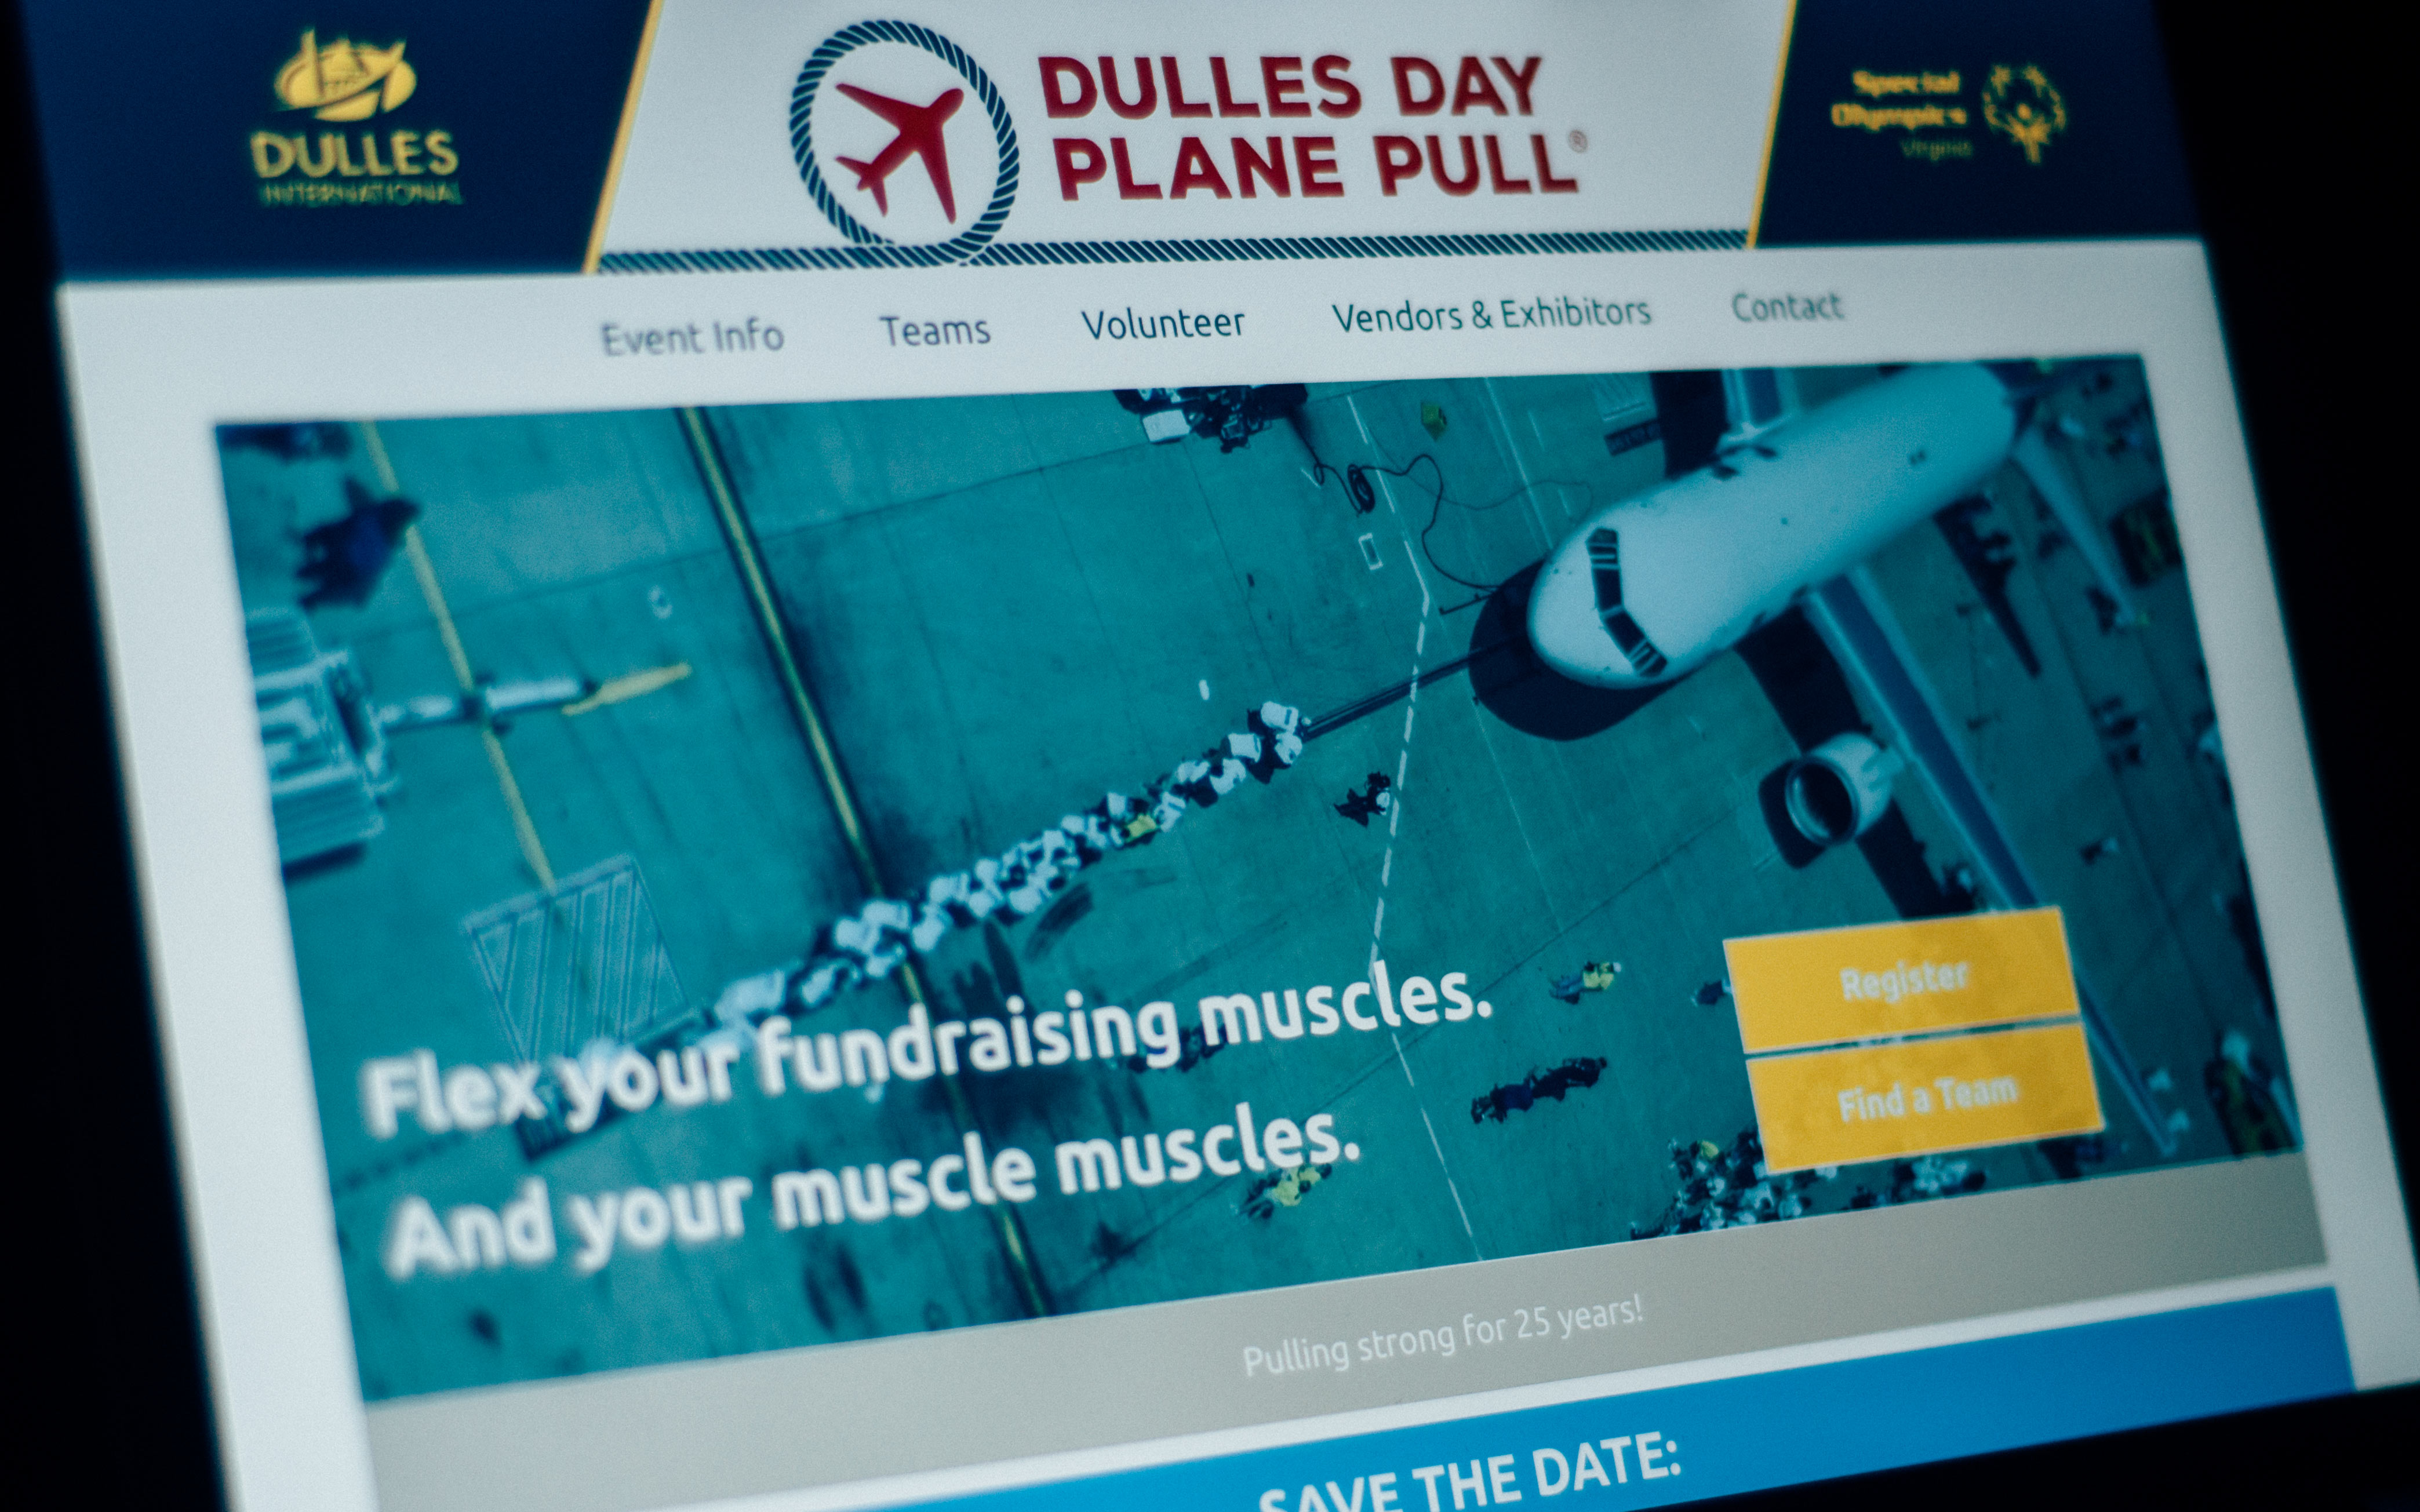 DULLES
INTERNATIONAL
DULLES DAY
PLANE PULL®
Special
Olympics
Virginia
Event Info
Teams
Volunteer
Vendors & Exhibitors
Contact
Flex your fundraising muscles.
And your muscle muscles.
Register
Find a Team
Pulling strong for 25 years!
SAVE THE DATE: